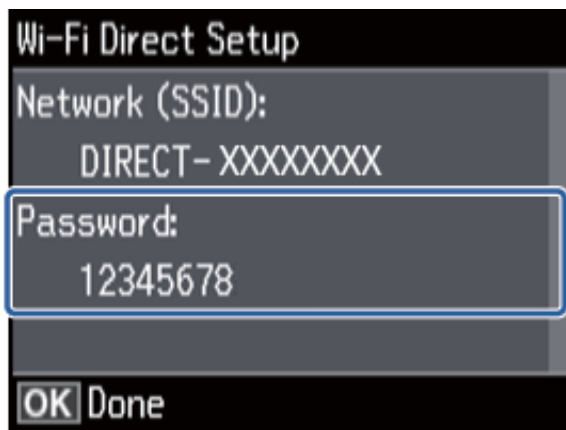 Wi-Fi Direct Setup
Network (SSID):
DIRECT-XXXXXXXX
Password:
12345678
OK Done